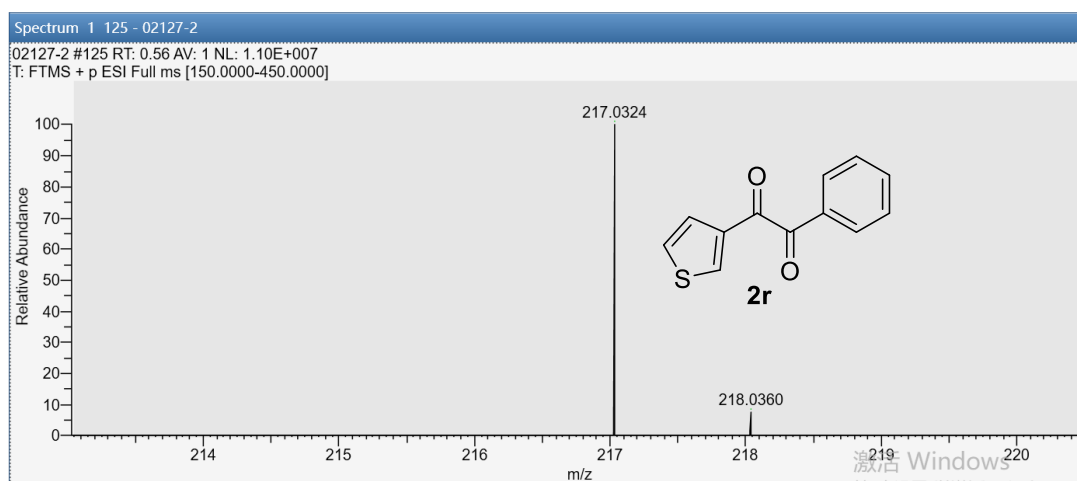 Spectrum 1 125 - 02127-2
02127-2 #125 RT: 0.56 AV: 1 NL: 1.10E+007
T: FTMS + p ESI Full ms [150.0000-450.0000]
217.0324
100
90
80
70
60
50
40
30
20
10
0
Relative Abundance
O
O
S
2r
218.0360
214
215
216
217
218
219
220
m/z
激活 Windows